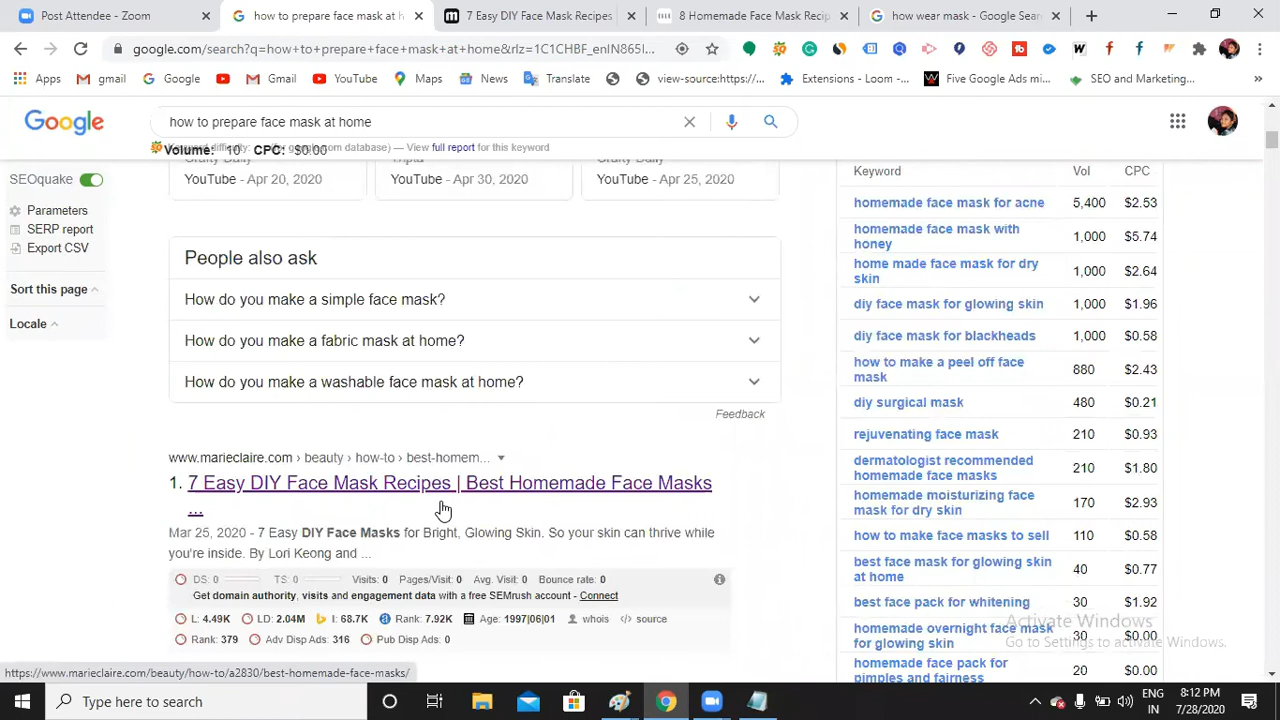 Post Attendee - Zoom
how to prepare face mask at h
7 Easy DIY Face Mask Recipes
8 Homemade Face Mask Recip
how wear mask - Google Sear
google.com/search?q=how+to+prepare+face+mask+at+home&rlz=1C1CHBF_enIN865I...
Apps
gmail
Google
YouTube
Gmail
YouTube
Maps
News
Translate
view-source:https://...
Extensions - Loom -...
Five Google Ads mi...
SEO and Marketing...
Google
how to prepare face mask at home
Volume: 10 CPC: $0.00
View full report for this keyword
SEOquake
Parameters
SERP report
Export CSV
Sort this page
Locale
Crafty Daily
YouTube - Apr 20, 2020
YouTube - Apr 30, 2020
Crafty Daily
YouTube - Apr 25, 2020
People also ask
How do you make a simple face mask?
How do you make a fabric mask at home?
How do you make a washable face mask at home?
Feedback
www.marieclaire.com › beauty › how-to › best-homem...
1. 7 Easy DIY Face Mask Recipes | Best Homemade Face Masks
...
Mar 25, 2020 - 7 Easy DIY Face Masks for Bright, Glowing Skin. So your skin can thrive while
you're inside. By Lori Keong and ...
DS: 0 TS: 0 Visits: 0 Pages/Visit: 0 Avg. Visit: 0 Bounce rate: 0
Get domain authority, visits and engagement data with a free SEMrush account - Connect
L: 4.49K LD: 2.04M I: 68.7K Rank: 7.92K Age: 1997|06|01 whois </> source
Rank: 379 Adv Disp Ads: 316 Pub Disp Ads: 0
Keyword Vol CPC
homemade face mask for acne 5,400 $2.53
homemade face mask with
honey 1,000 $5.74
home made face mask for dry
skin 1,000 $2.64
diy face mask for glowing skin 1,000 $1.96
diy face mask for blackheads 1,000 $0.58
how to make a peel off face
mask 880 $2.43
diy surgical mask 480 $0.21
rejuvenating face mask 210 $0.93
dermatologist recommended
homemade face masks 210 $1.80
homemade moisturizing face
mask for dry skin 170 $2.93
how to make face masks to sell 110 $0.58
best face mask for glowing skin
at home 40 $0.77
best face pack for whitening 30 $1.92
homemade overnight face mask
for glowing skin 30 $0.00
homemade face pack for
pimples and fairness 20 $0.00
Activate Windows
Go to Settings to activate Windows.
https://www.marieclaire.com/beauty/how-to/a2830/best-homemade-face-masks/
Type here to search
ENG
IN
8:12 PM
7/28/2020